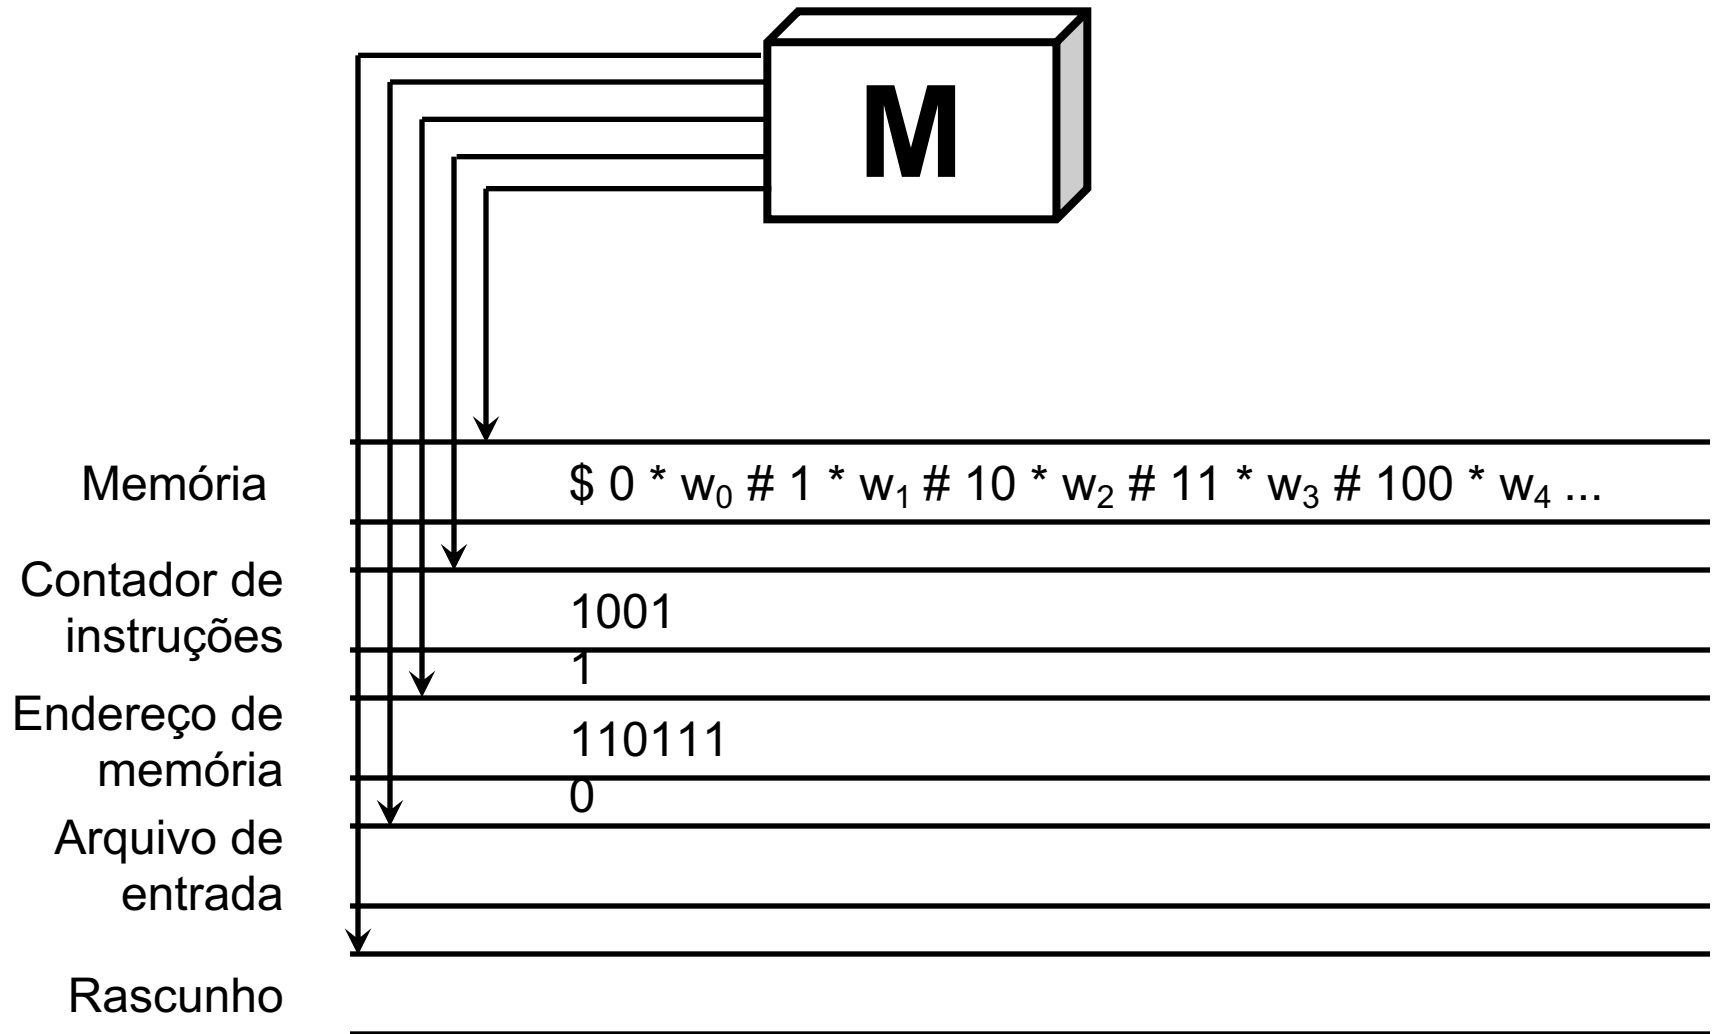 M
Memória
$ 0 * w₀ # 1 * w₁ # 10 * w₂ # 11 * w₃ # 100 * w₄ ...
Contador de
instruções
1001
1
Endereço de
memória
110111
0
Arquivo de
entrada
Rascunho